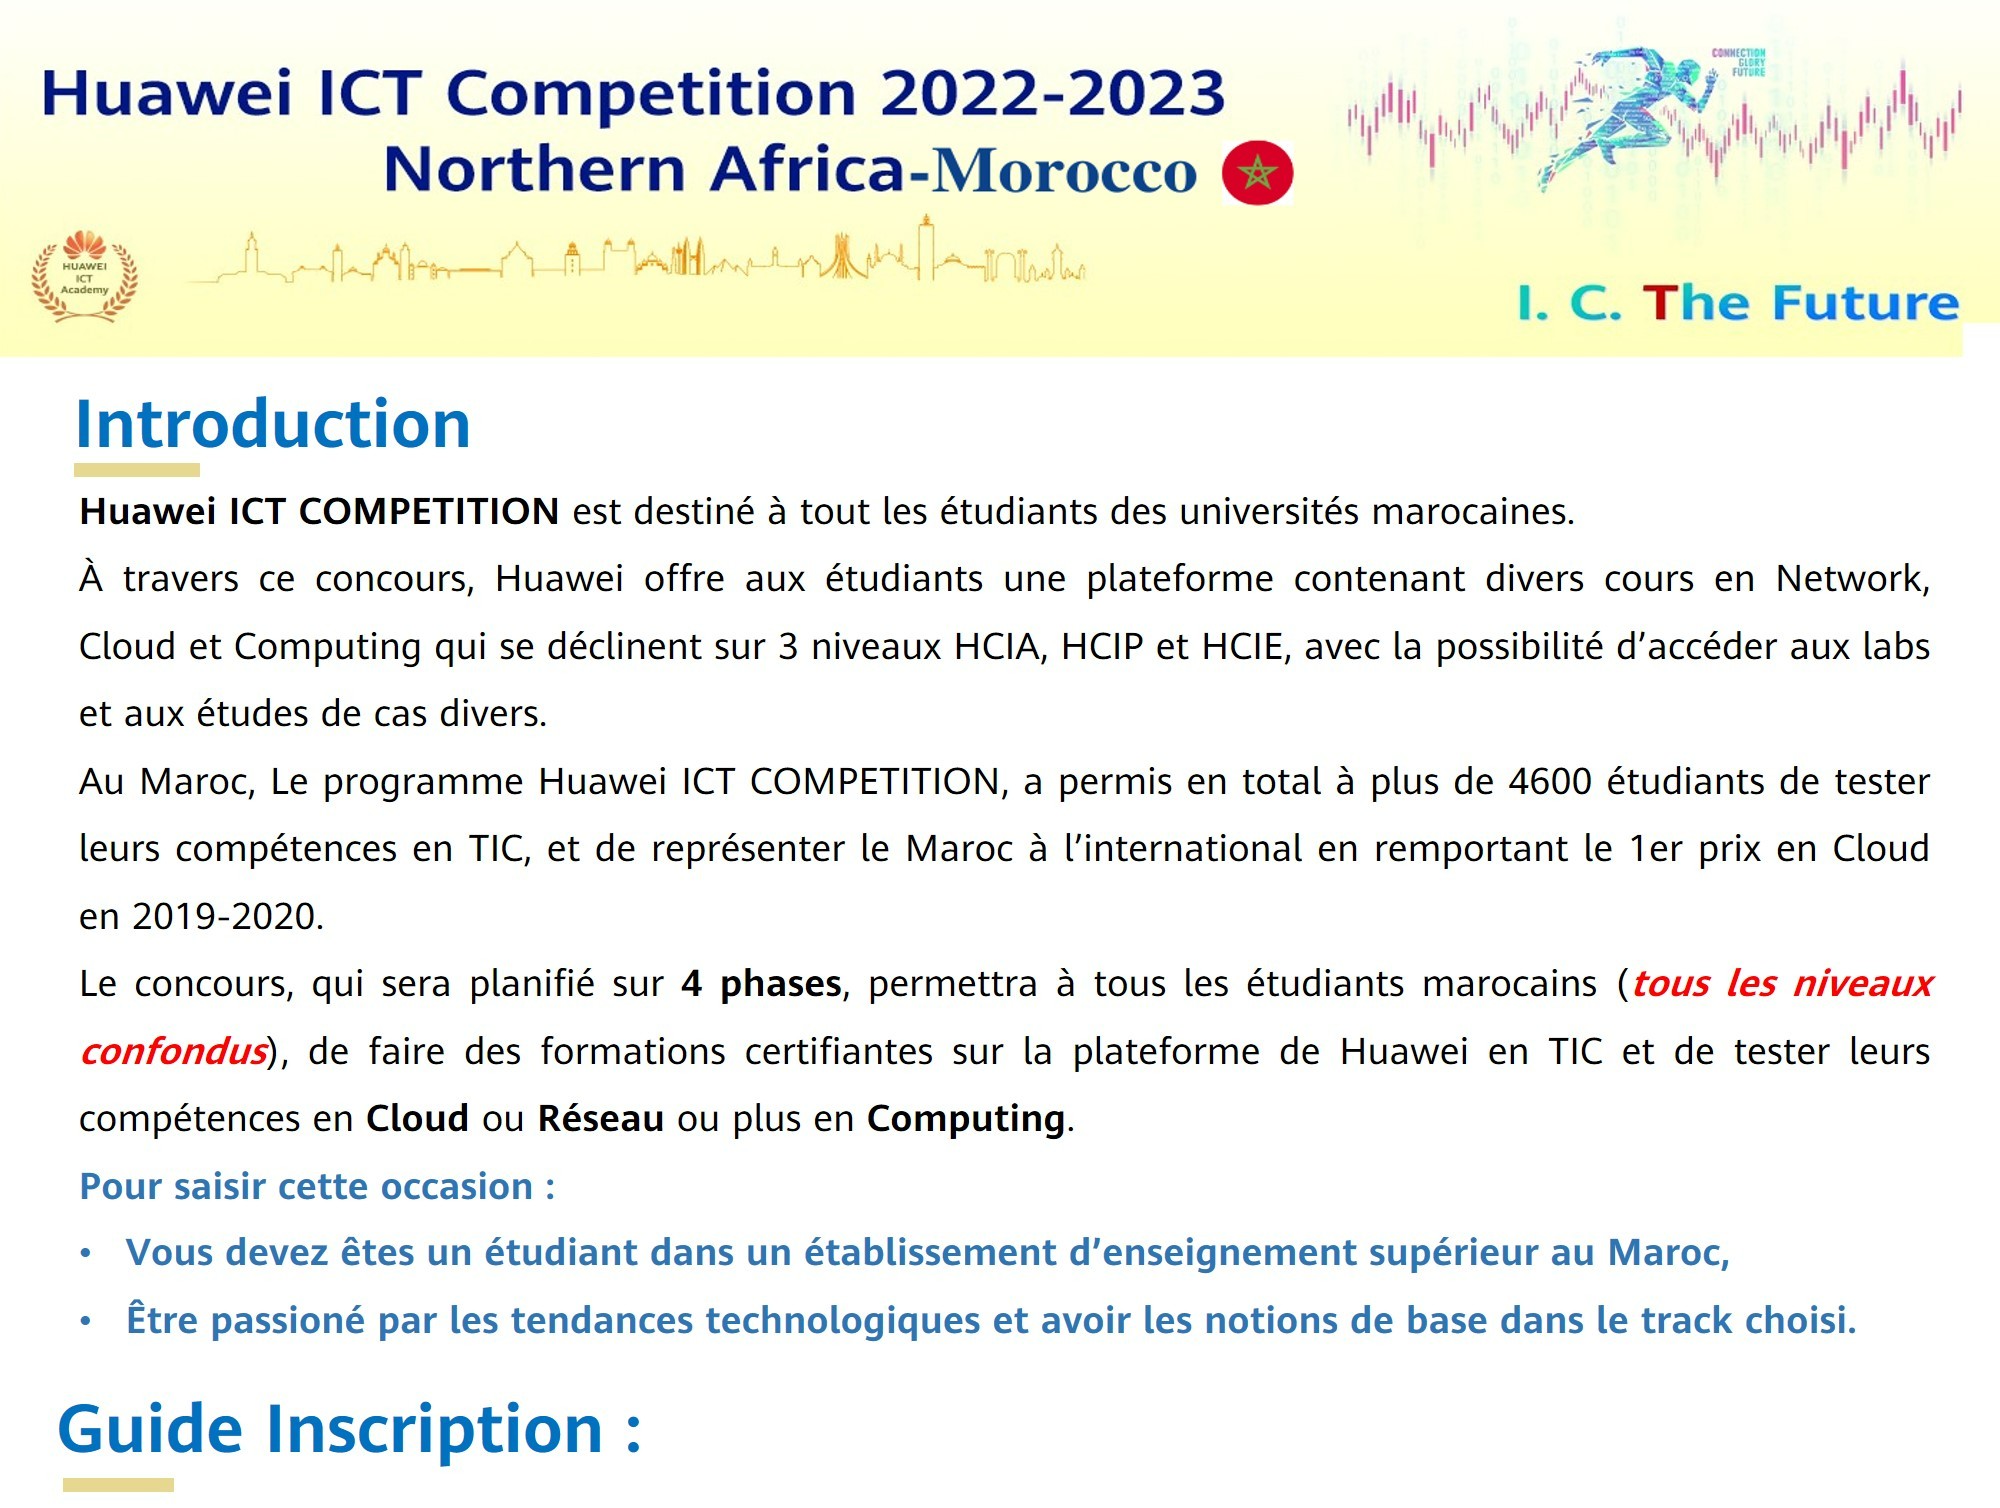 Huawei ICT Competition 2022-2023
Northern Africa-Morocco
CONNECTION
GLORY
FUTURE
HUAWEI
ICT
Academy
I. C. The Future
Introduction
Huawei ICT COMPETITION est destiné à tout les étudiants des universités marocaines.
À travers ce concours, Huawei offre aux étudiants une plateforme contenant divers cours en Network,
Cloud et Computing qui se déclinent sur 3 niveaux HCIA, HCIP et HCIE, avec la possibilité d’accéder aux labs
et aux études de cas divers.
Au Maroc, Le programme Huawei ICT COMPETITION, a permis en total à plus de 4600 étudiants de tester
leurs compétences en TIC, et de représenter le Maroc à l’international en remportant le 1er prix en Cloud
en 2019-2020.
Le concours, qui sera planifié sur 4 phases, permettra à tous les étudiants marocains (tous les niveaux
confondus), de faire des formations certifiantes sur la plateforme de Huawei en TIC et de tester leurs
compétences en Cloud ou Réseau ou plus en Computing.
Pour saisir cette occasion :
• Vous devez êtes un étudiant dans un établissement d’enseignement supérieur au Maroc,
• Être passioné par les tendances technologiques et avoir les notions de base dans le track choisi.
Guide Inscription :